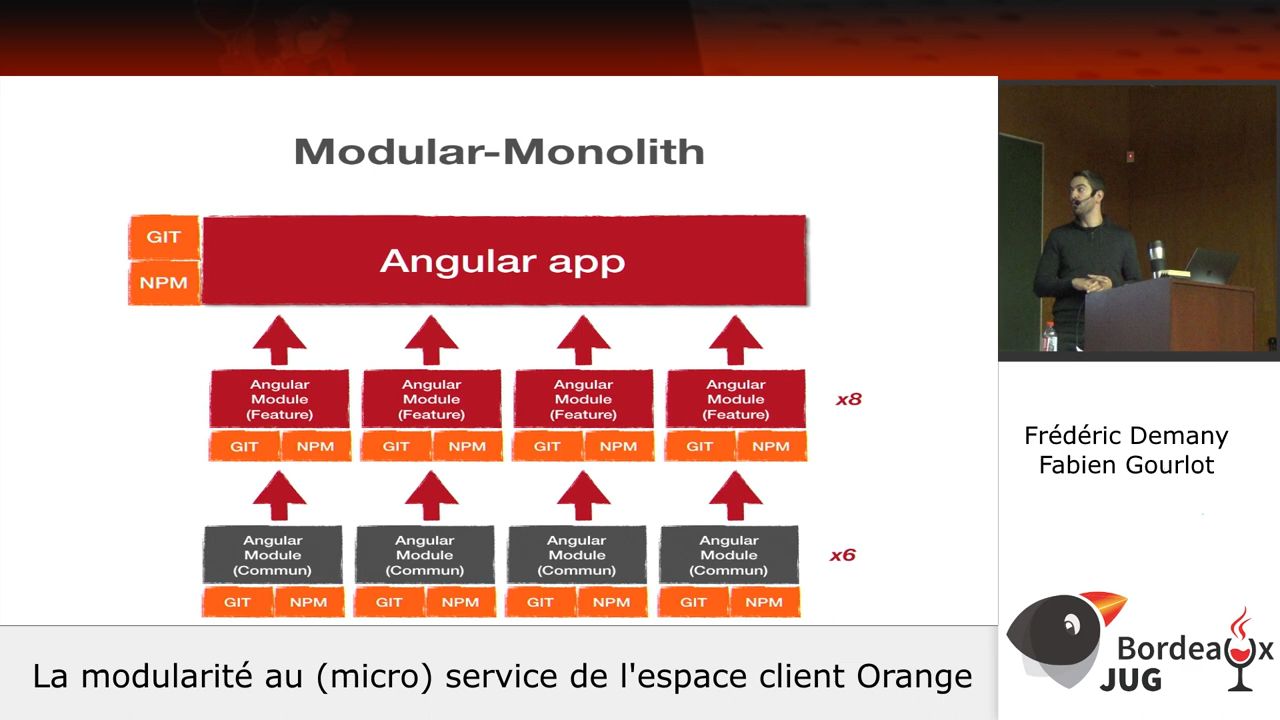 Modular-Monolith
GIT
NPM
Angular app
Angular
Module
(Feature)
Angular
Module
(Feature)
Angular
Module
(Feature)
Angular
Module
(Feature)
x8
GIT NPM GIT NPM GIT NPM GIT NPM
Angular
Module
(Commun)
Angular
Module
(Commun)
Angular
Module
(Commun)
Angular
Module
(Commun)
x6
GIT NPM GIT NPM GIT NPM GIT NPM
Frédéric Demany
Fabien Gourlot
La modularité au (micro) service de l'espace client Orange
Bordeaux
JUG